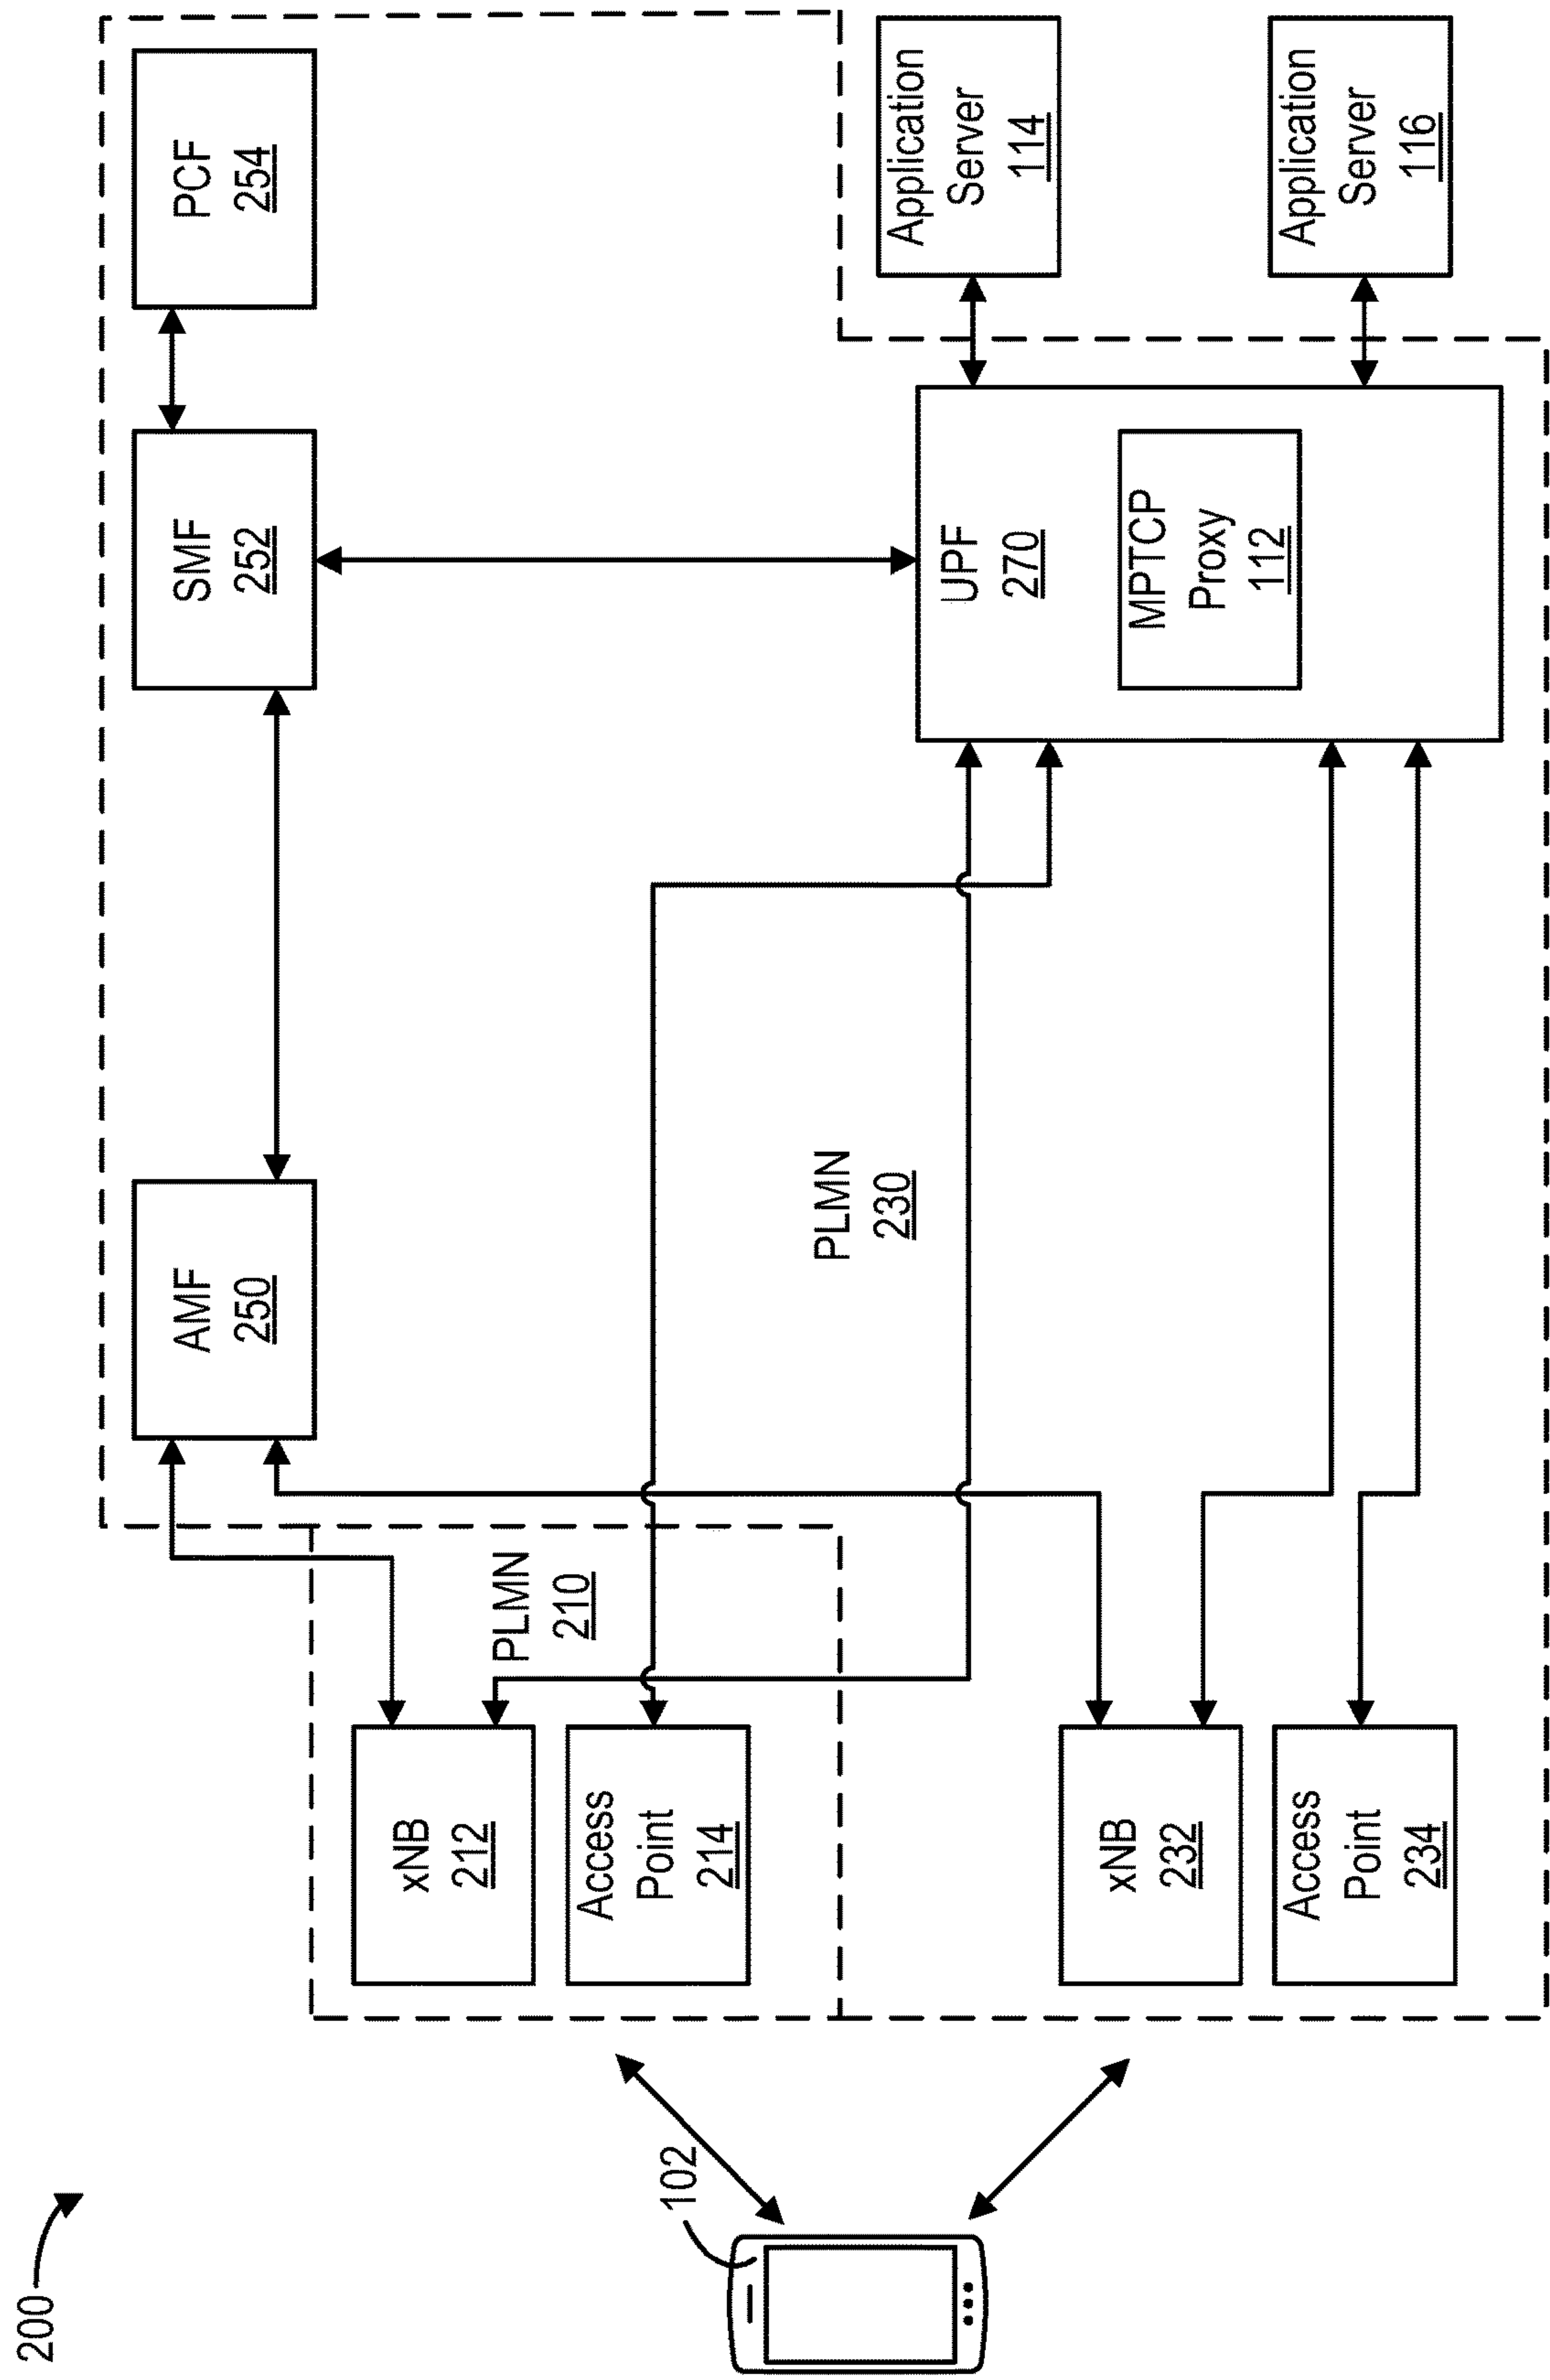 200
102
PLMN
210
xNB
212
Access
Point
214
xNB
232
Access
Point
234
PLMN
230
AMF
250
SMF
252
PCF
254
UPF
270
MPTCP
Proxy
112
Application
Server
114
Application
Server
116